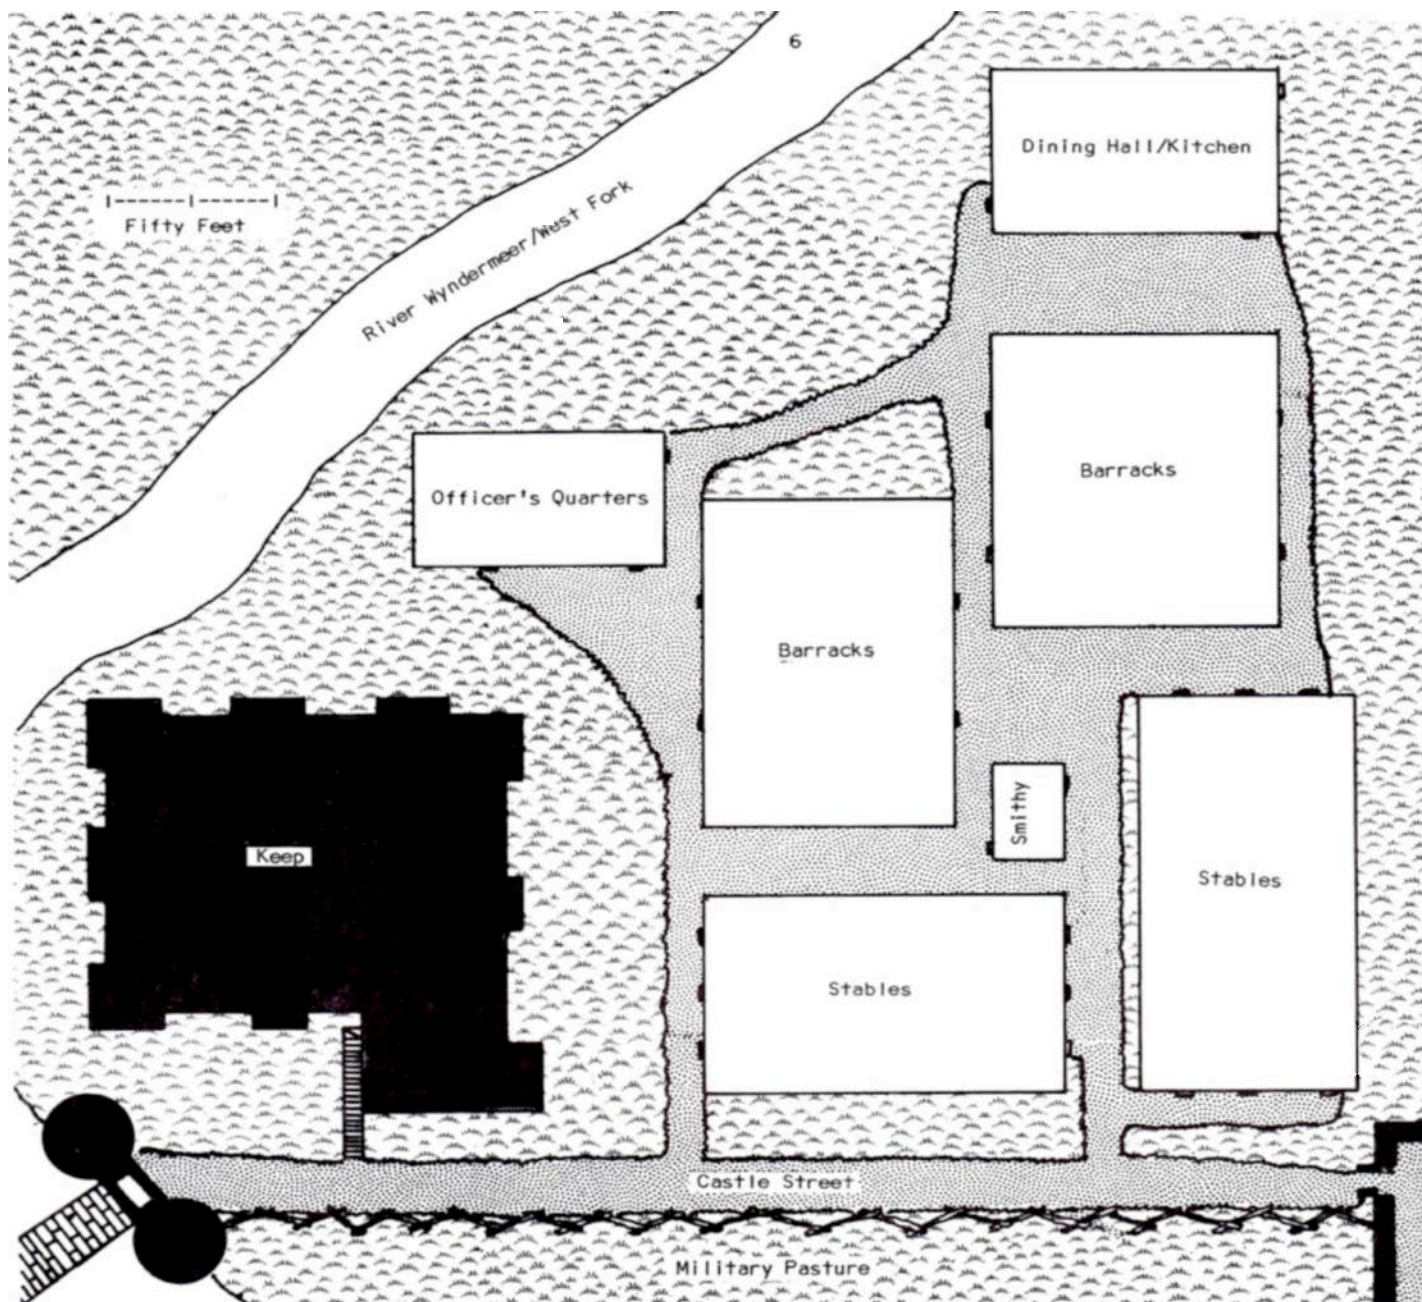 6
Dining Hall/Kitchen
Fifty Feet
River Wyndermeer/West Fork
Barracks
Officer's Quarters
Barracks
Smithy
Keep
Stables
Stables
Castle Street
Military Pasture